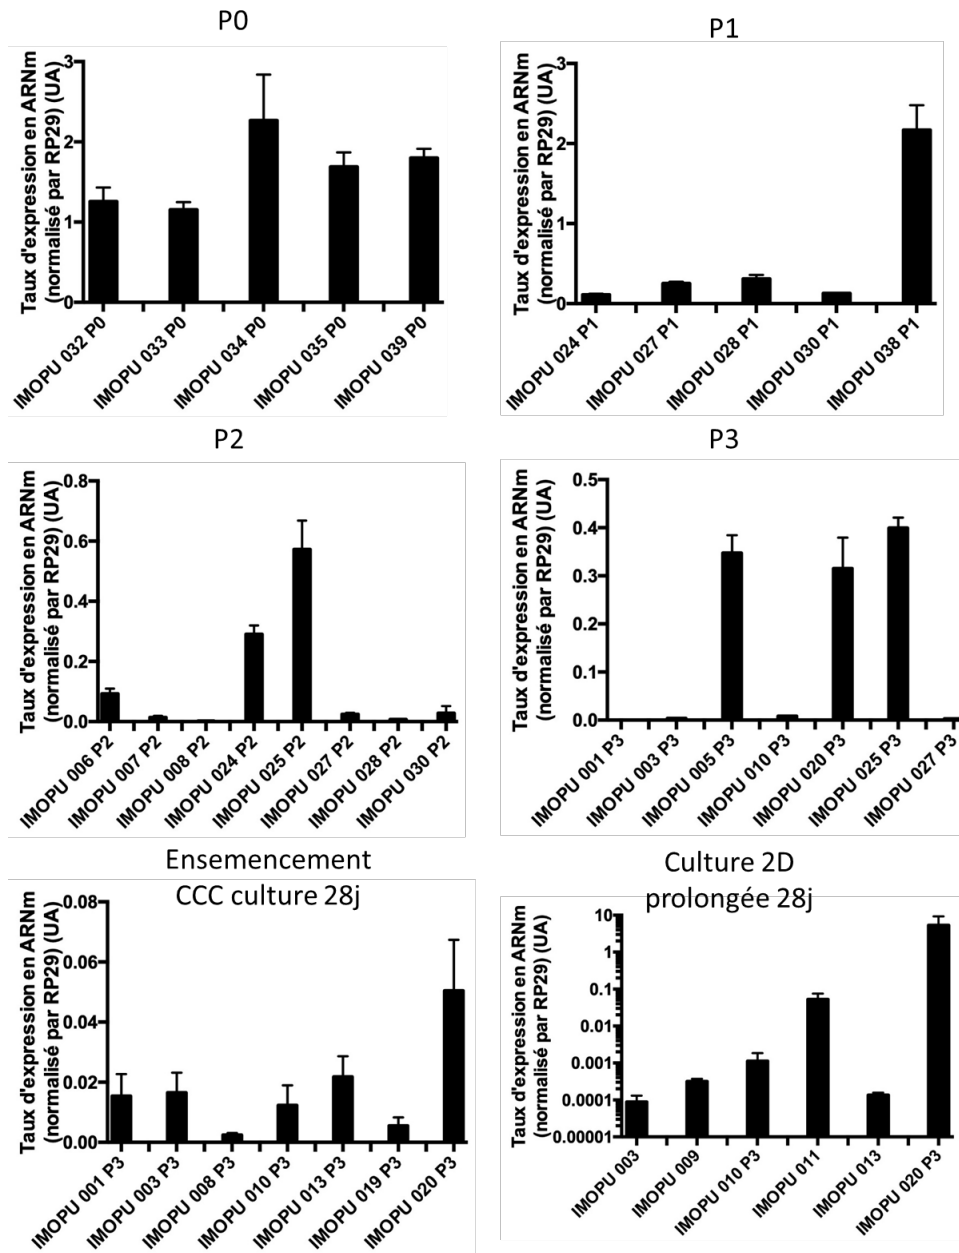 P0
Taux d'expression en ARNm
(normalisé par RP29) (UA)
3
2
1
0
IMOPU 032 P0
IMOPU 033 P0
IMOPU 034 P0
IMOPU 035 P0
IMOPU 039 P0
P1
Taux d'expression en ARNm
(normalisé par RP29) (UA)
3
2
1
0
IMOPU 024 P1
IMOPU 027 P1
IMOPU 028 P1
IMOPU 030 P1
IMOPU 038 P1
P2
Taux d'expression en ARNm
(normalisé par RP29) (UA)
0.8
0.6
0.4
0.2
0.0
IMOPU 006 P2
IMOPU 007 P2
IMOPU 008 P2
IMOPU 024 P2
IMOPU 025 P2
IMOPU 027 P2
IMOPU 028 P2
IMOPU 030 P2
P3
Taux d'expression en ARNm
(normalisé par RP29) (UA)
0.5
0.4
0.3
0.2
0.1
0.0
IMOPU 001 P3
IMOPU 003 P3
IMOPU 005 P3
IMOPU 010 P3
IMOPU 020 P3
IMOPU 025 P3
IMOPU 027 P3
Ensemencement
CCC culture 28j
Taux d'expression en ARNm
(normalisé par RP29) (UA)
0.08
0.06
0.04
0.02
0.00
IMOPU 001 P3
IMOPU 003 P3
IMOPU 008 P3
IMOPU 010 P3
IMOPU 013 P3
IMOPU 019 P3
IMOPU 020 P3
Culture 2D
prolongée 28j
Taux d'expression en ARNm
(normalisé par RP29) (UA)
10
1
0.1
0.01
0.001
0.0001
0.00001
IMOPU 003
IMOPU 009
IMOPU 010 P3
IMOPU 011
IMOPU 013
IMOPU 020 P3